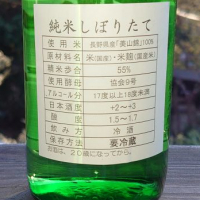 純米しぼりたて
使用米 長野県産「美山錦」100%
原材料名 米(国産)・米麹(国産米)
精米歩合 55%
使用酵母 協会9号
アルコール分 17度以上18度未満
日本酒度 +2~+3
酸度 1.5~1.7
飲み方 冷酒
保存方法 要冷蔵
お酒は、20歳になってから。